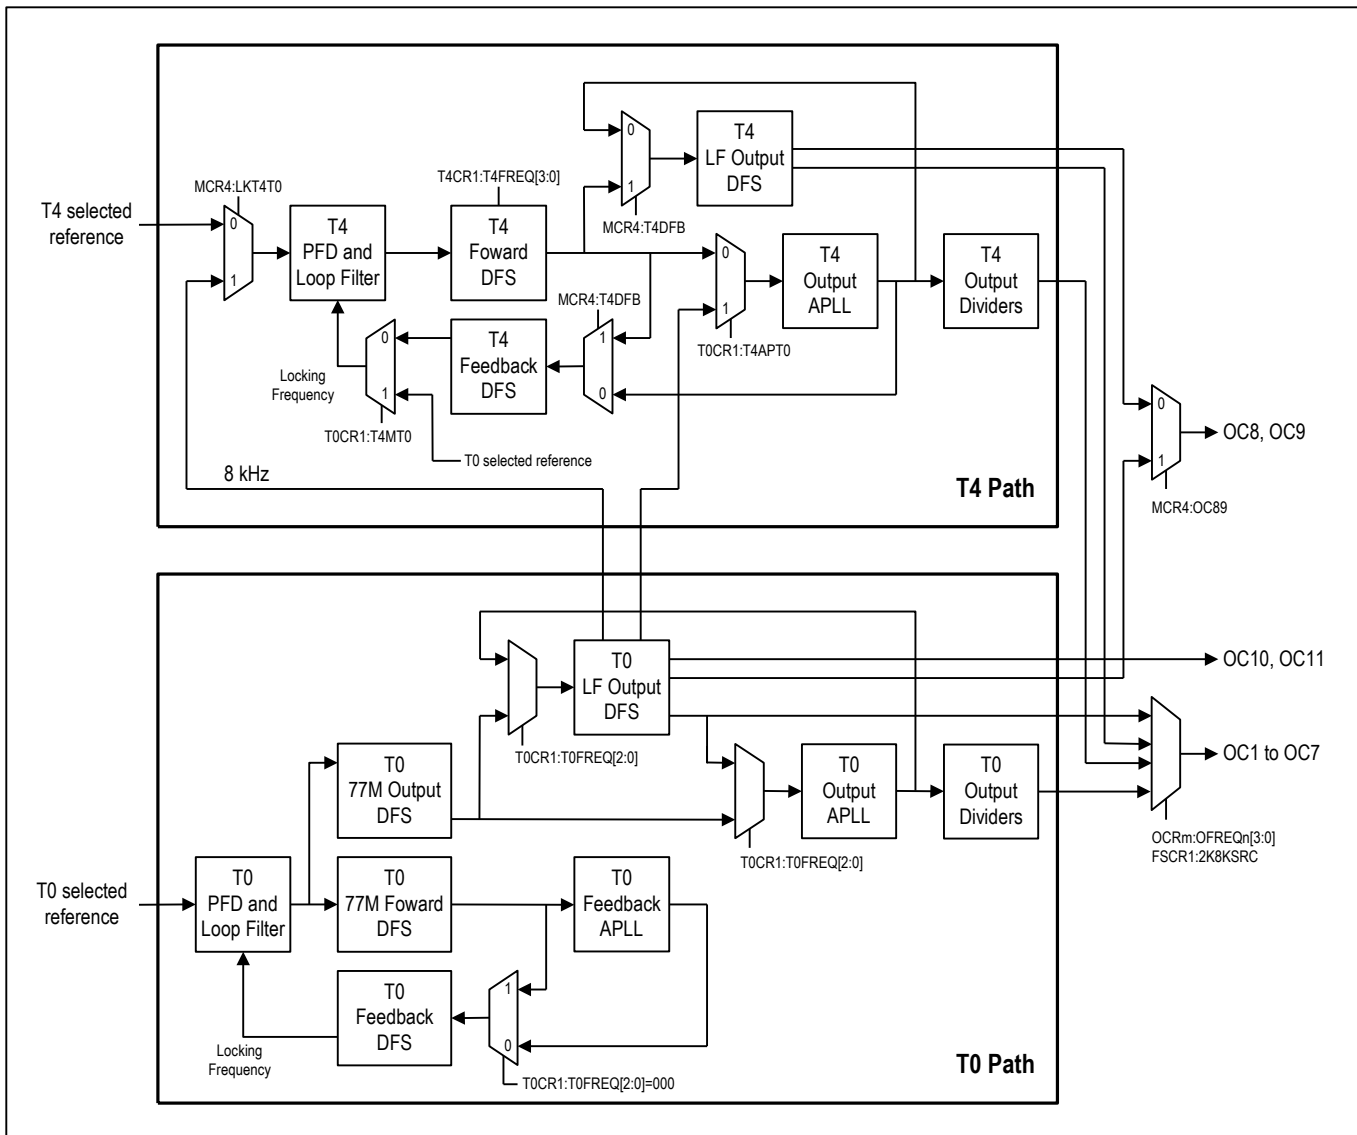 T4
LF Output
DFS
0
1
MCR4:T4DFB
MCR4:LKT4T0
T4CR1:T4FREQ[3:0]
T4 selected
reference
0
1
T4
PFD and
Loop Filter
T4
Foward
DFS
0
1
T0CR1:T4APT0
T4
Output
APLL
T4
Output
Dividers
MCR4:T4DFB
1
0
T4
Feedback
DFS
0
1
Locking
Frequency
T0CR1:T4MT0
T0 selected reference
8 kHz
T4 Path
0
1
OC8, OC9
MCR4:OC89
T0
LF Output
DFS
OC10, OC11
T0CR1:T0FREQ[2:0]
T0
77M Output
DFS
T0
Output
APLL
T0
Output
Dividers
OC1 to OC7
T0CR1:T0FREQ[2:0]
OCRm:OFREQn[3:0]
FSCR1:2K8KSRC
T0 selected
reference
T0
PFD and
Loop Filter
T0
77M Foward
DFS
T0
Feedback
APLL
T0
Feedback
DFS
1
0
Locking
Frequency
T0CR1:T0FREQ[2:0]=000
T0 Path